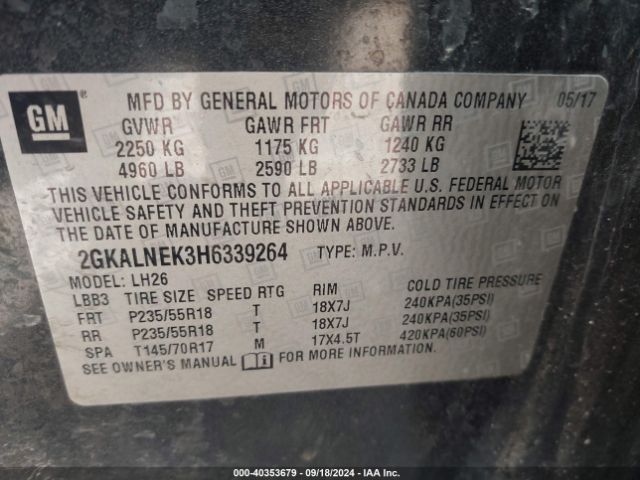 GM ®
MFD BY GENERAL MOTORS OF CANADA COMPANY 05/17
GVWR GAWR FRT GAWR RR
2250 KG 1175 KG 1240 KG
4960 LB 2590 LB 2733 LB
THIS VEHICLE CONFORMS TO ALL APPLICABLE U.S. FEDERAL MOTOR
VEHICLE SAFETY AND THEFT PREVENTION STANDARDS IN EFFECT ON
THE DATE OF MANUFACTURE SHOWN ABOVE.
2GKALNEK3H6339264 TYPE: M.P.V.
MODEL: LH26
LBB3 TIRE SIZE SPEED RTG RIM COLD TIRE PRESSURE
FRT P235/55R18 T 18X7J 240KPA(35PSI)
RR P235/55R18 T 18X7J 240KPA(35PSI)
SPA T145/70R17 M 17X4.5T 420KPA(60PSI)
SEE OWNER'S MANUAL FOR MORE INFORMATION.
000-40353679 - 09/18/2024 - IAA Inc.